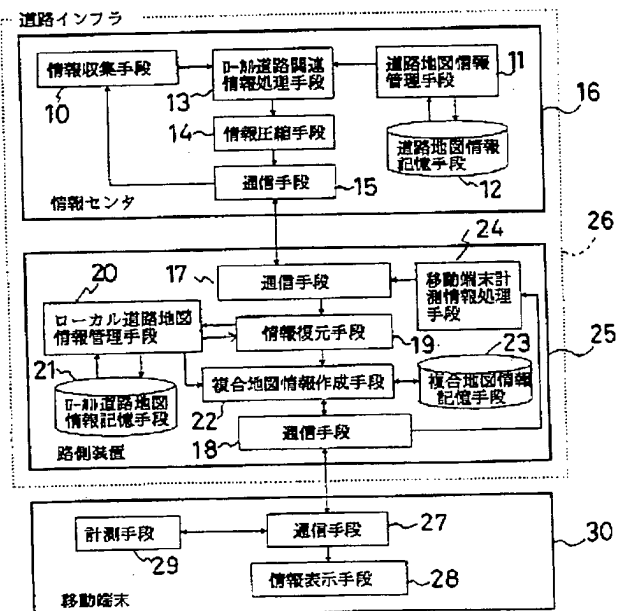 道路インフラ
情報収集手段
10
ローカル道路関連
情報処理手段
13
道路地図情報
管理手段
11
16
14
情報圧縮手段
道路地図情報
記憶手段
12
通信手段
15
情報センタ
26
24
17
通信手段
移動端末計
測情報処理
手段
20
ローカル道路地図
情報管理手段
情報復元手段
19
25
21
ローカル道路地図
情報記憶手段
複合地図情報作成手段
22
23
複合地図情報
記憶手段
18
通信手段
路側装置
計測手段
29
通信手段
27
30
情報表示手段
28
移動端末